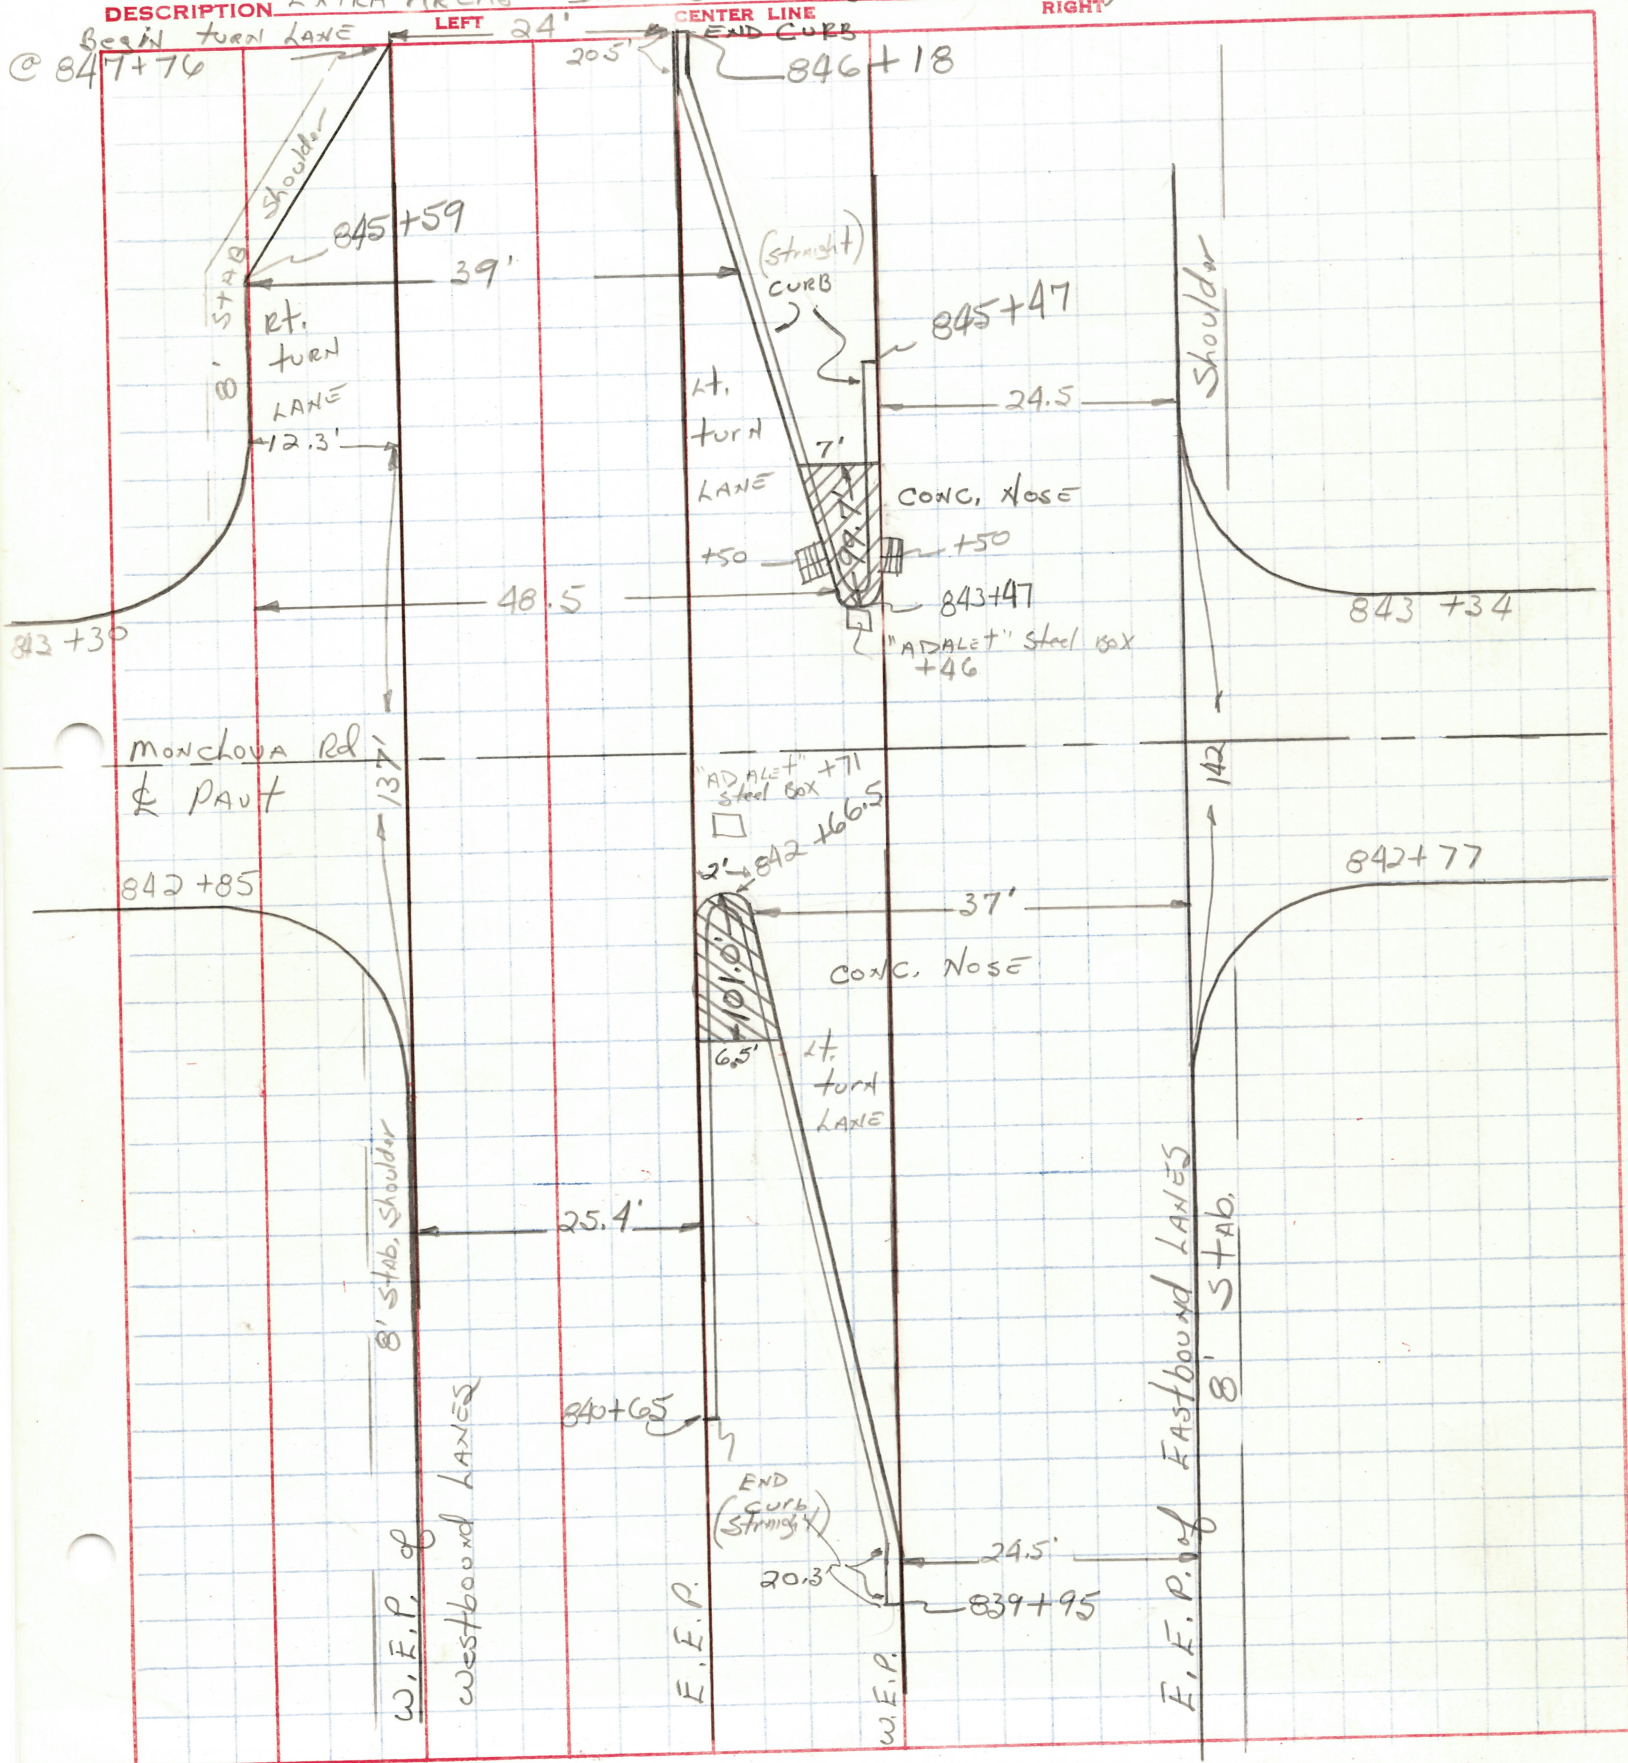 DESCRIPTION EXTRA AREAS
LEFT
CENTER LINE
RIGHT
Begin turn LANE
@ 847+76
24'
20.5'
END CURB
846+18
Shoulder
8' STAB
845+59
39'
(straight)
CURB
845+47
Shoulder
Rt.
turn
LANE
12.3'
Lt.
turn
LANE
7'
24.5
99.7'
CONC. NOSE
+50
+50
48.5
843+47
843+30
843+34
"ADALET" Steel BOX
+46
MONCLOVA Rd
℄ PAVT
137'
142
"ADALET" +71
Steel BOX
842+66.5
2'
842+85
842+77
37'
101.0'
CONC. NOSE
6.5'
Lt.
turn
LANE
8' Stab. Shoulder
25.4'
840+65
END
(curb
straight)
20.3'
24.5'
839+95
W.E.P. of
Westbound LANES
E.E.P.
W.E.P.
E.E.P. of EAStbound LANES
8' STAb.